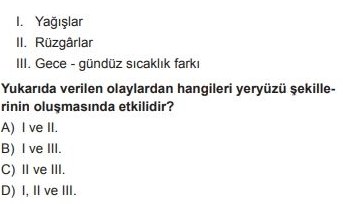 I. Yağışlar
II. Rüzgârlar
III. Gece - gündüz sıcaklık farkı
Yukarıda verilen olaylardan hangileri yeryüzü şekille-
rinin oluşmasında etkilidir?
A) I ve II.
B) I ve III.
C) II ve III.
D) I, II ve III.